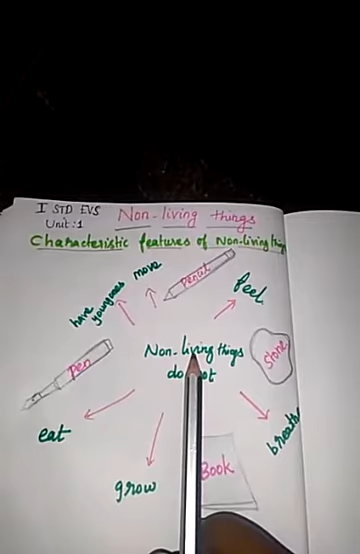 I STD EVS
Unit:1
Non-living things
Characteristic features of Non-living things
have
youngones
move
Pencil
feel
Pen
Non-living things
do not
Stone
eat
grow
Book
breathe